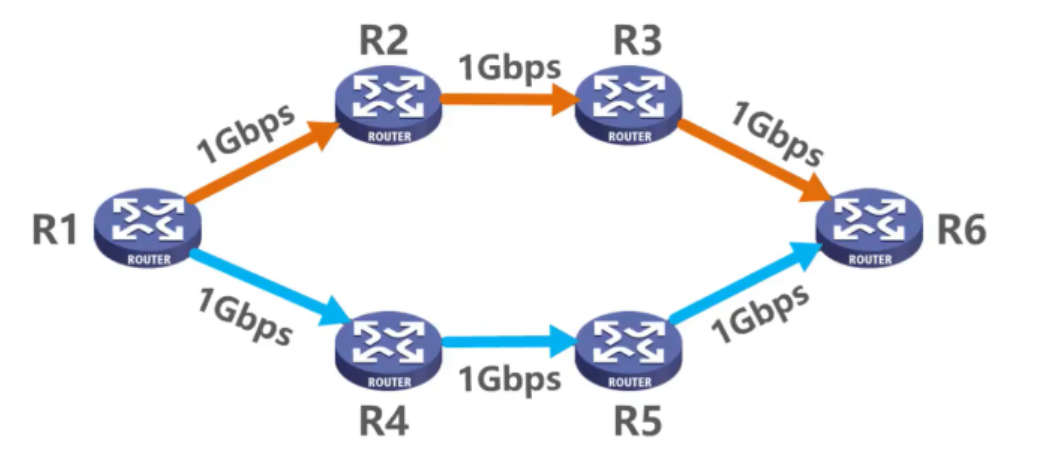 R2
R3
1Gbps
ROUTER
ROUTER
1Gbps
1Gbps
R1
ROUTER
ROUTER
R6
1Gbps
1Gbps
ROUTER
1Gbps
ROUTER
R4
R5